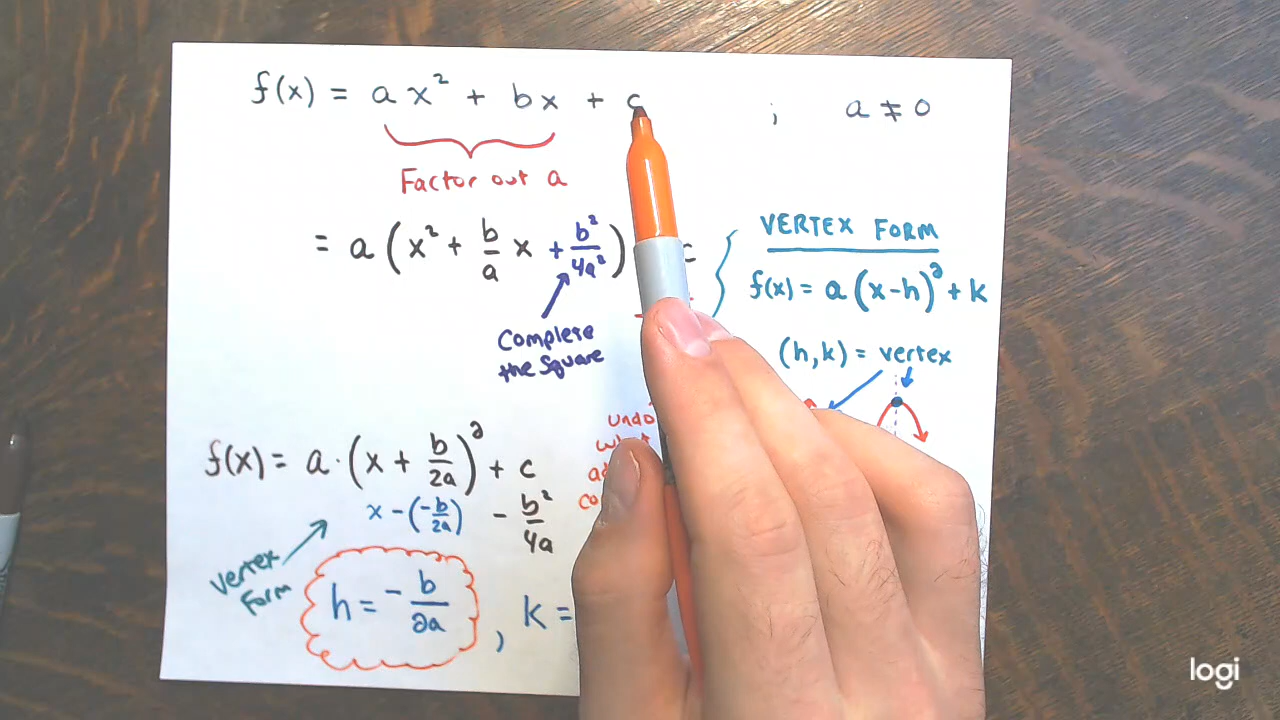 f(x) = ax² + bx + c ; a ≠ 0
Factor out a
= a (x² + b/a x + b²/4a²) c
Complete
the Square
VERTEX FORM
f(x) = a (x-h)² + k
(h,k) = vertex
undo
f(x) = a · (x + b/2a)² + c
x - (-b/2a) - b²/4a
Vertex
Form
h = - b/2a , k =
logi